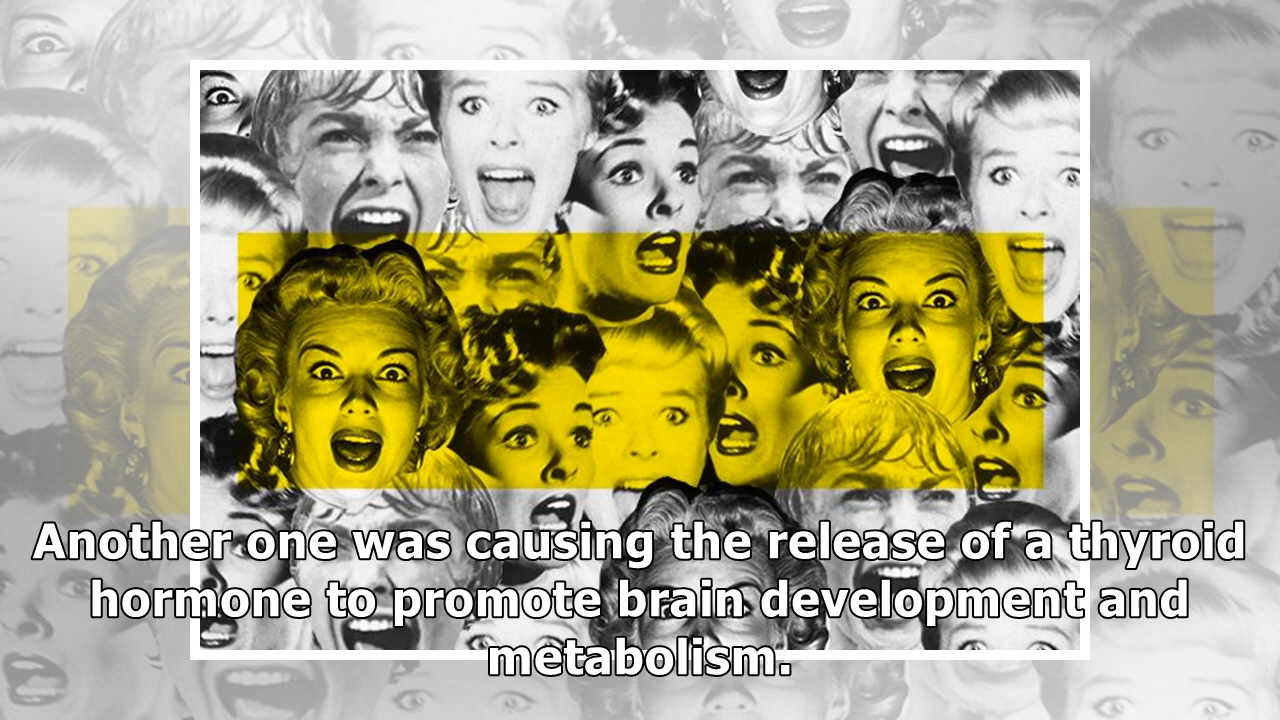 Another one was causing the release of a thyroid
hormone to promote brain development and
metabolism.